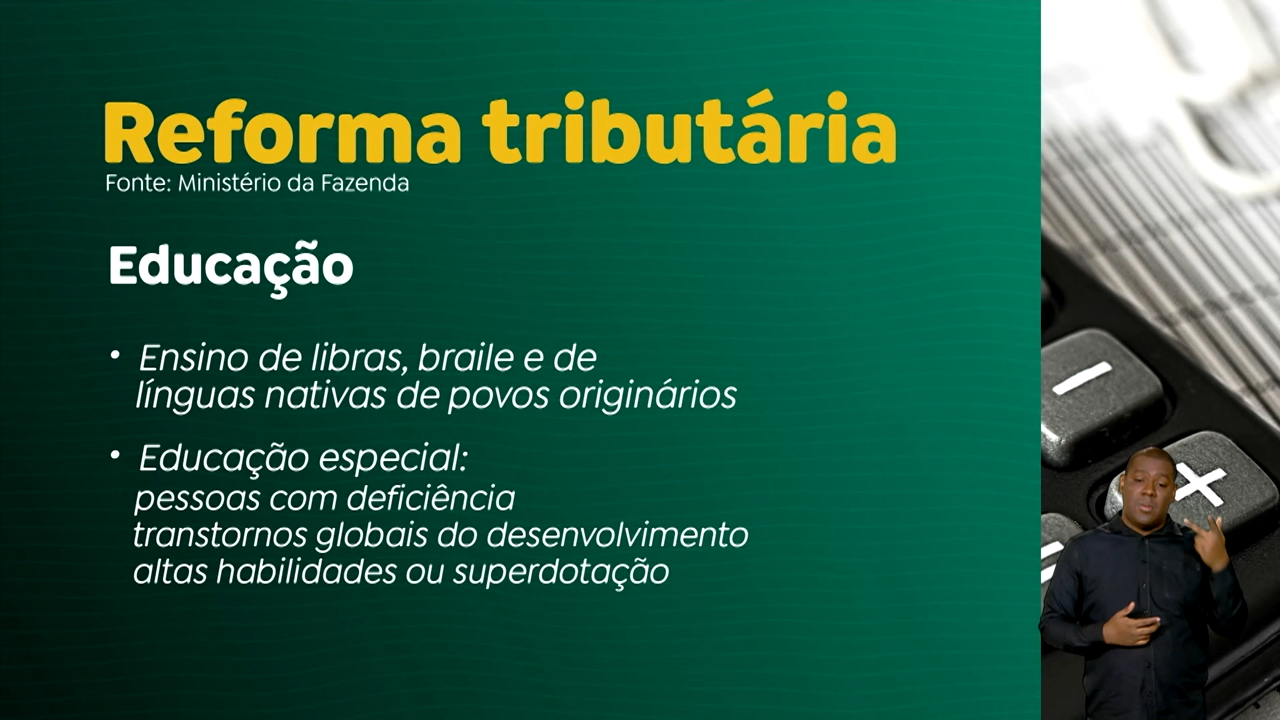 Reforma tributária
Fonte: Ministério da Fazenda
Educação
• Ensino de libras, braile e de
línguas nativas de povos originários
• Educação especial:
pessoas com deficiência
transtornos globais do desenvolvimento
altas habilidades ou superdotação